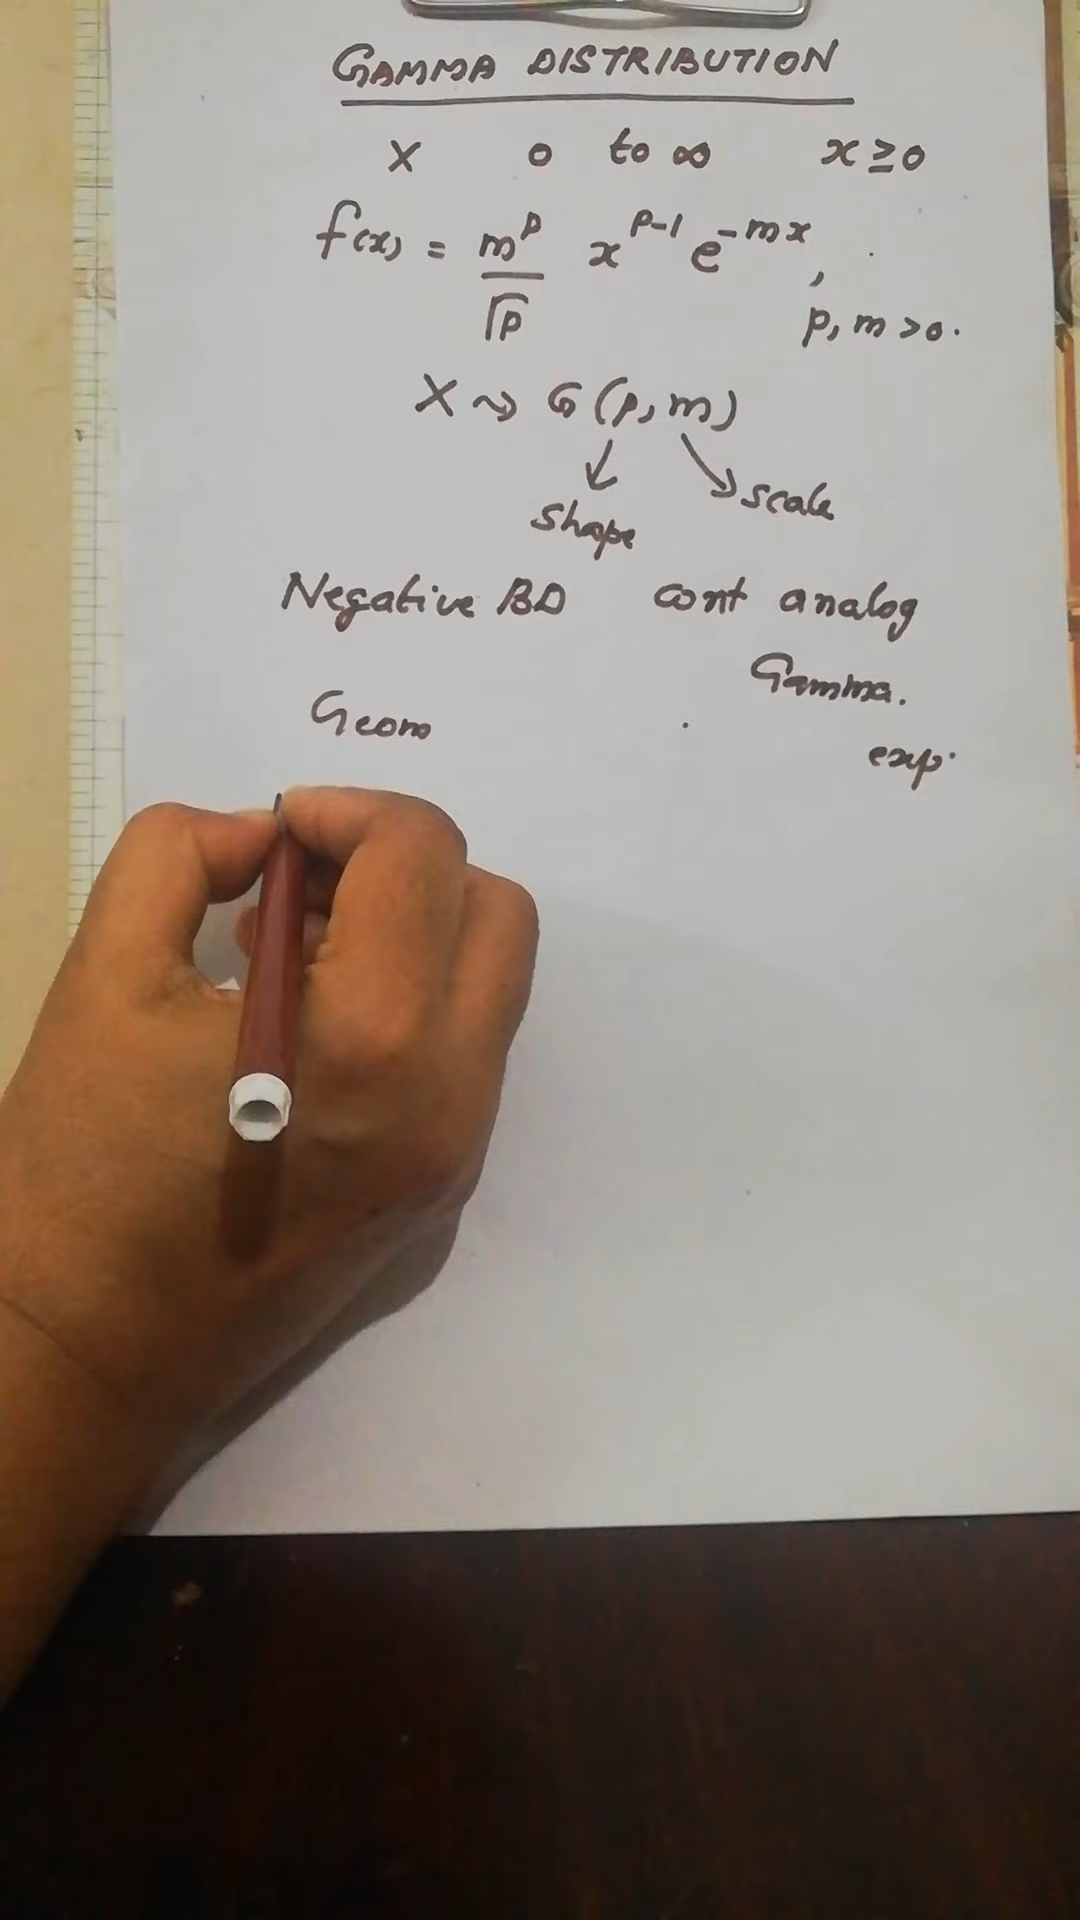 GAMMA DISTRIBUTION
X 0 to ∞ x ≥ 0
f(x) = m^p / Γp x^{p-1} e^{-mx},
p, m > 0.
X ~> G(p, m)
scale
shape
Negative BD cont analog
Gamma.
Geom
exp.